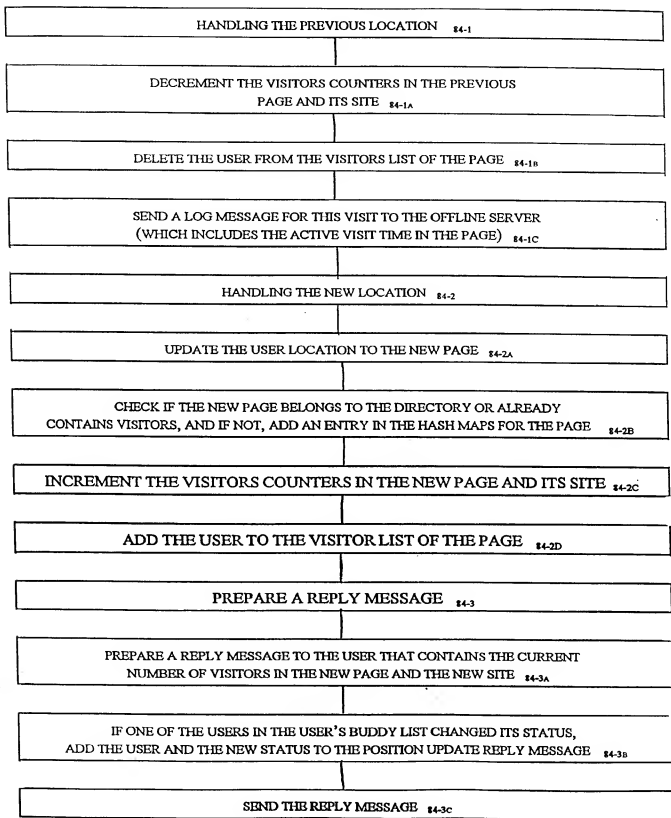 HANDLING THE PREVIOUS LOCATION 84-1
DECREMENT THE VISITORS COUNTERS IN THE PREVIOUS
PAGE AND ITS SITE 84-1A
DELETE THE USER FROM THE VISITORS LIST OF THE PAGE 84-1B
SEND A LOG MESSAGE FOR THIS VISIT TO THE OFFLINE SERVER
(WHICH INCLUDES THE ACTIVE VISIT TIME IN THE PAGE) 84-1C
HANDLING THE NEW LOCATION 84-2
UPDATE THE USER LOCATION TO THE NEW PAGE 84-2A
CHECK IF THE NEW PAGE BELONGS TO THE DIRECTORY OR ALREADY
CONTAINS VISITORS, AND IF NOT, ADD AN ENTRY IN THE HASH MAPS FOR THE PAGE 84-2B
INCREMENT THE VISITORS COUNTERS IN THE NEW PAGE AND ITS SITE 84-2C
ADD THE USER TO THE VISITOR LIST OF THE PAGE 84-2D
PREPARE A REPLY MESSAGE 84-3
PREPARE A REPLY MESSAGE TO THE USER THAT CONTAINS THE CURRENT
NUMBER OF VISITORS IN THE NEW PAGE AND THE NEW SITE 84-3A
IF ONE OF THE USERS IN THE USER'S BUDDY LIST CHANGED ITS STATUS,
ADD THE USER AND THE NEW STATUS TO THE POSITION UPDATE REPLY MESSAGE 84-3B
SEND THE REPLY MESSAGE 84-3C